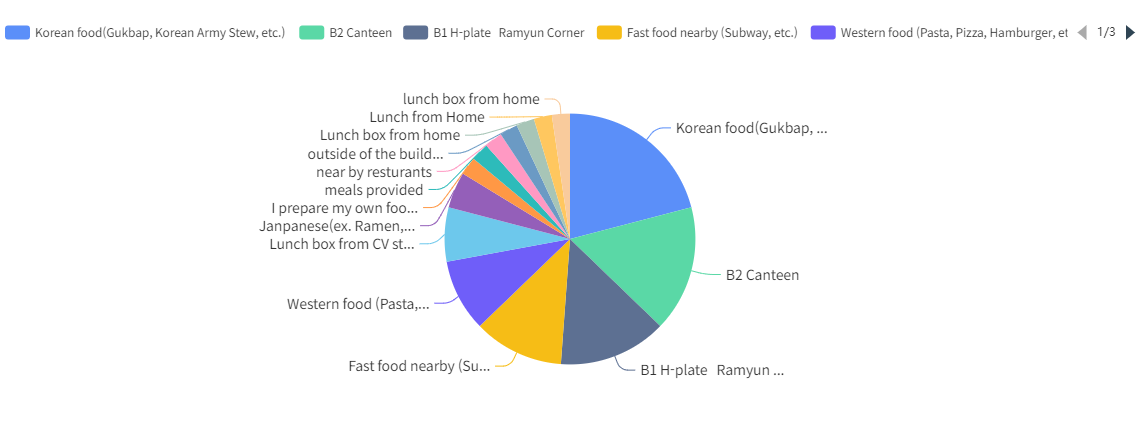 Korean food(Gukbap, Korean Army Stew, etc.) B2 Canteen B1 H-plate Ramyun Corner Fast food nearby (Subway, etc.) Western food (Pasta, Pizza, Hamburger, et 1/3
lunch box from home
Lunch from Home
Korean food(Gukbap, ...
Lunch box from home
outside of the build...
near by resturants
meals provided
I prepare my own foo...
Janpanese(ex. Ramen,...
Lunch box from CV st...
B2 Canteen
Western food (Pasta,...
Fast food nearby (Su...
B1 H-plate Ramyun ...